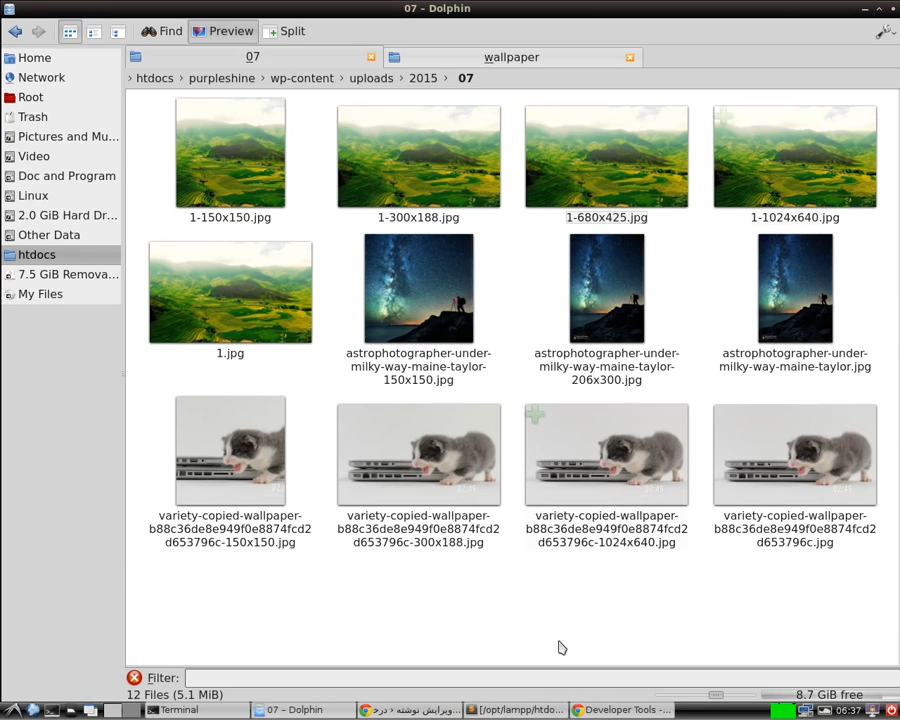 07 – Dolphin
Find
Preview
Split
07
wallpaper
htdocs
purpleshine
wp-content
uploads
2015
07
Home
Network
Root
Trash
Pictures and Mu...
Video
Doc and Program
Linux
2.0 GiB Hard Dr...
Other Data
htdocs
7.5 GiB Remova...
My Files
1-150x150.jpg
1-300x188.jpg
1-680x425.jpg
1-1024x640.jpg
1.jpg
astrophotographer-under-
milky-way-maine-taylor-
150x150.jpg
astrophotographer-under-
milky-way-maine-taylor-
206x300.jpg
astrophotographer-under-
milky-way-maine-taylor.jpg
variety-copied-wallpaper-
b88c36de8e949f0e8874fcd2
d653796c-150x150.jpg
variety-copied-wallpaper-
b88c36de8e949f0e8874fcd2
d653796c-300x188.jpg
variety-copied-wallpaper-
b88c36de8e949f0e8874fcd2
d653796c-1024x640.jpg
variety-copied-wallpaper-
b88c36de8e949f0e8874fcd2
d653796c.jpg
Filter:
12 Files (5.1 MiB)
8.7 GiB free
Terminal
07 – Dolphin
ویرایش نوشته ‹ درخ...
[/opt/lampp/htdo...
Developer Tools -...
06:37